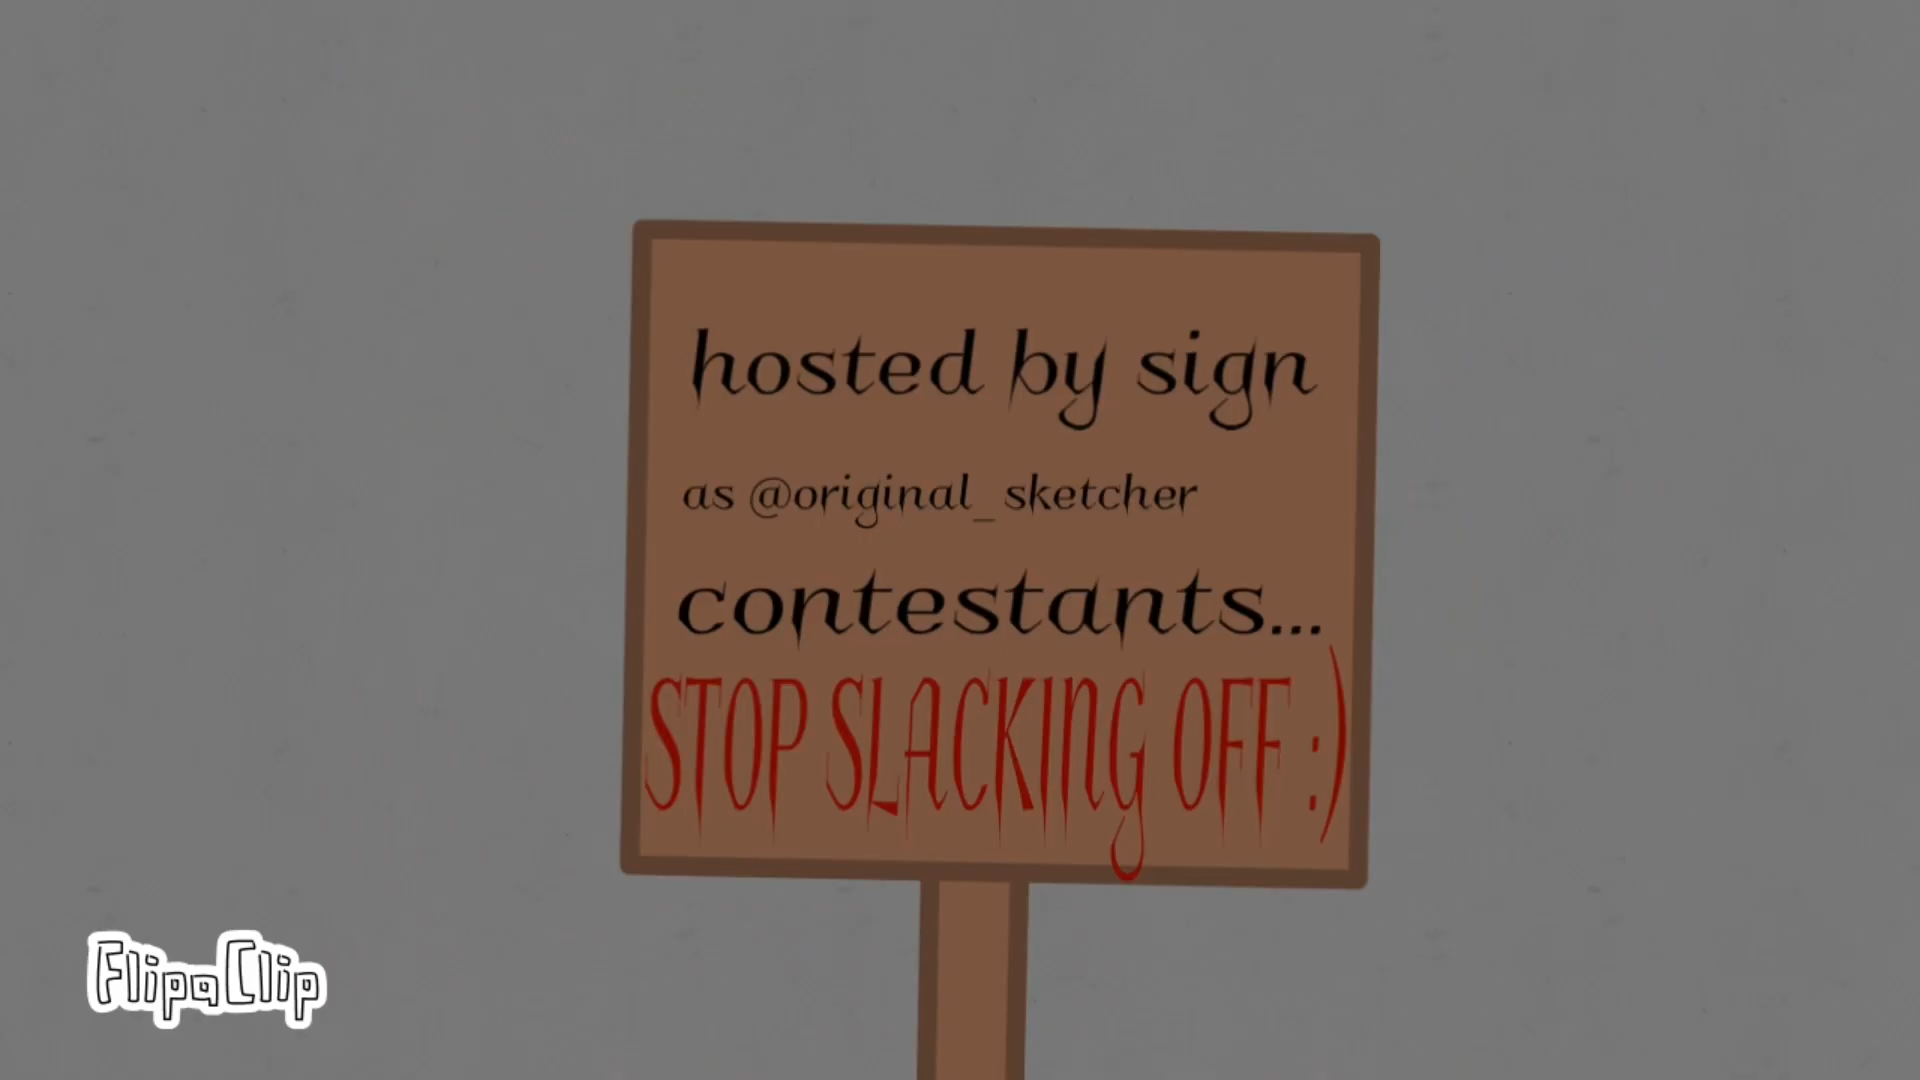 hosted by sign
as @original_sketcher
contestants...
STOP SLACKING OFF :)
FlipaClip